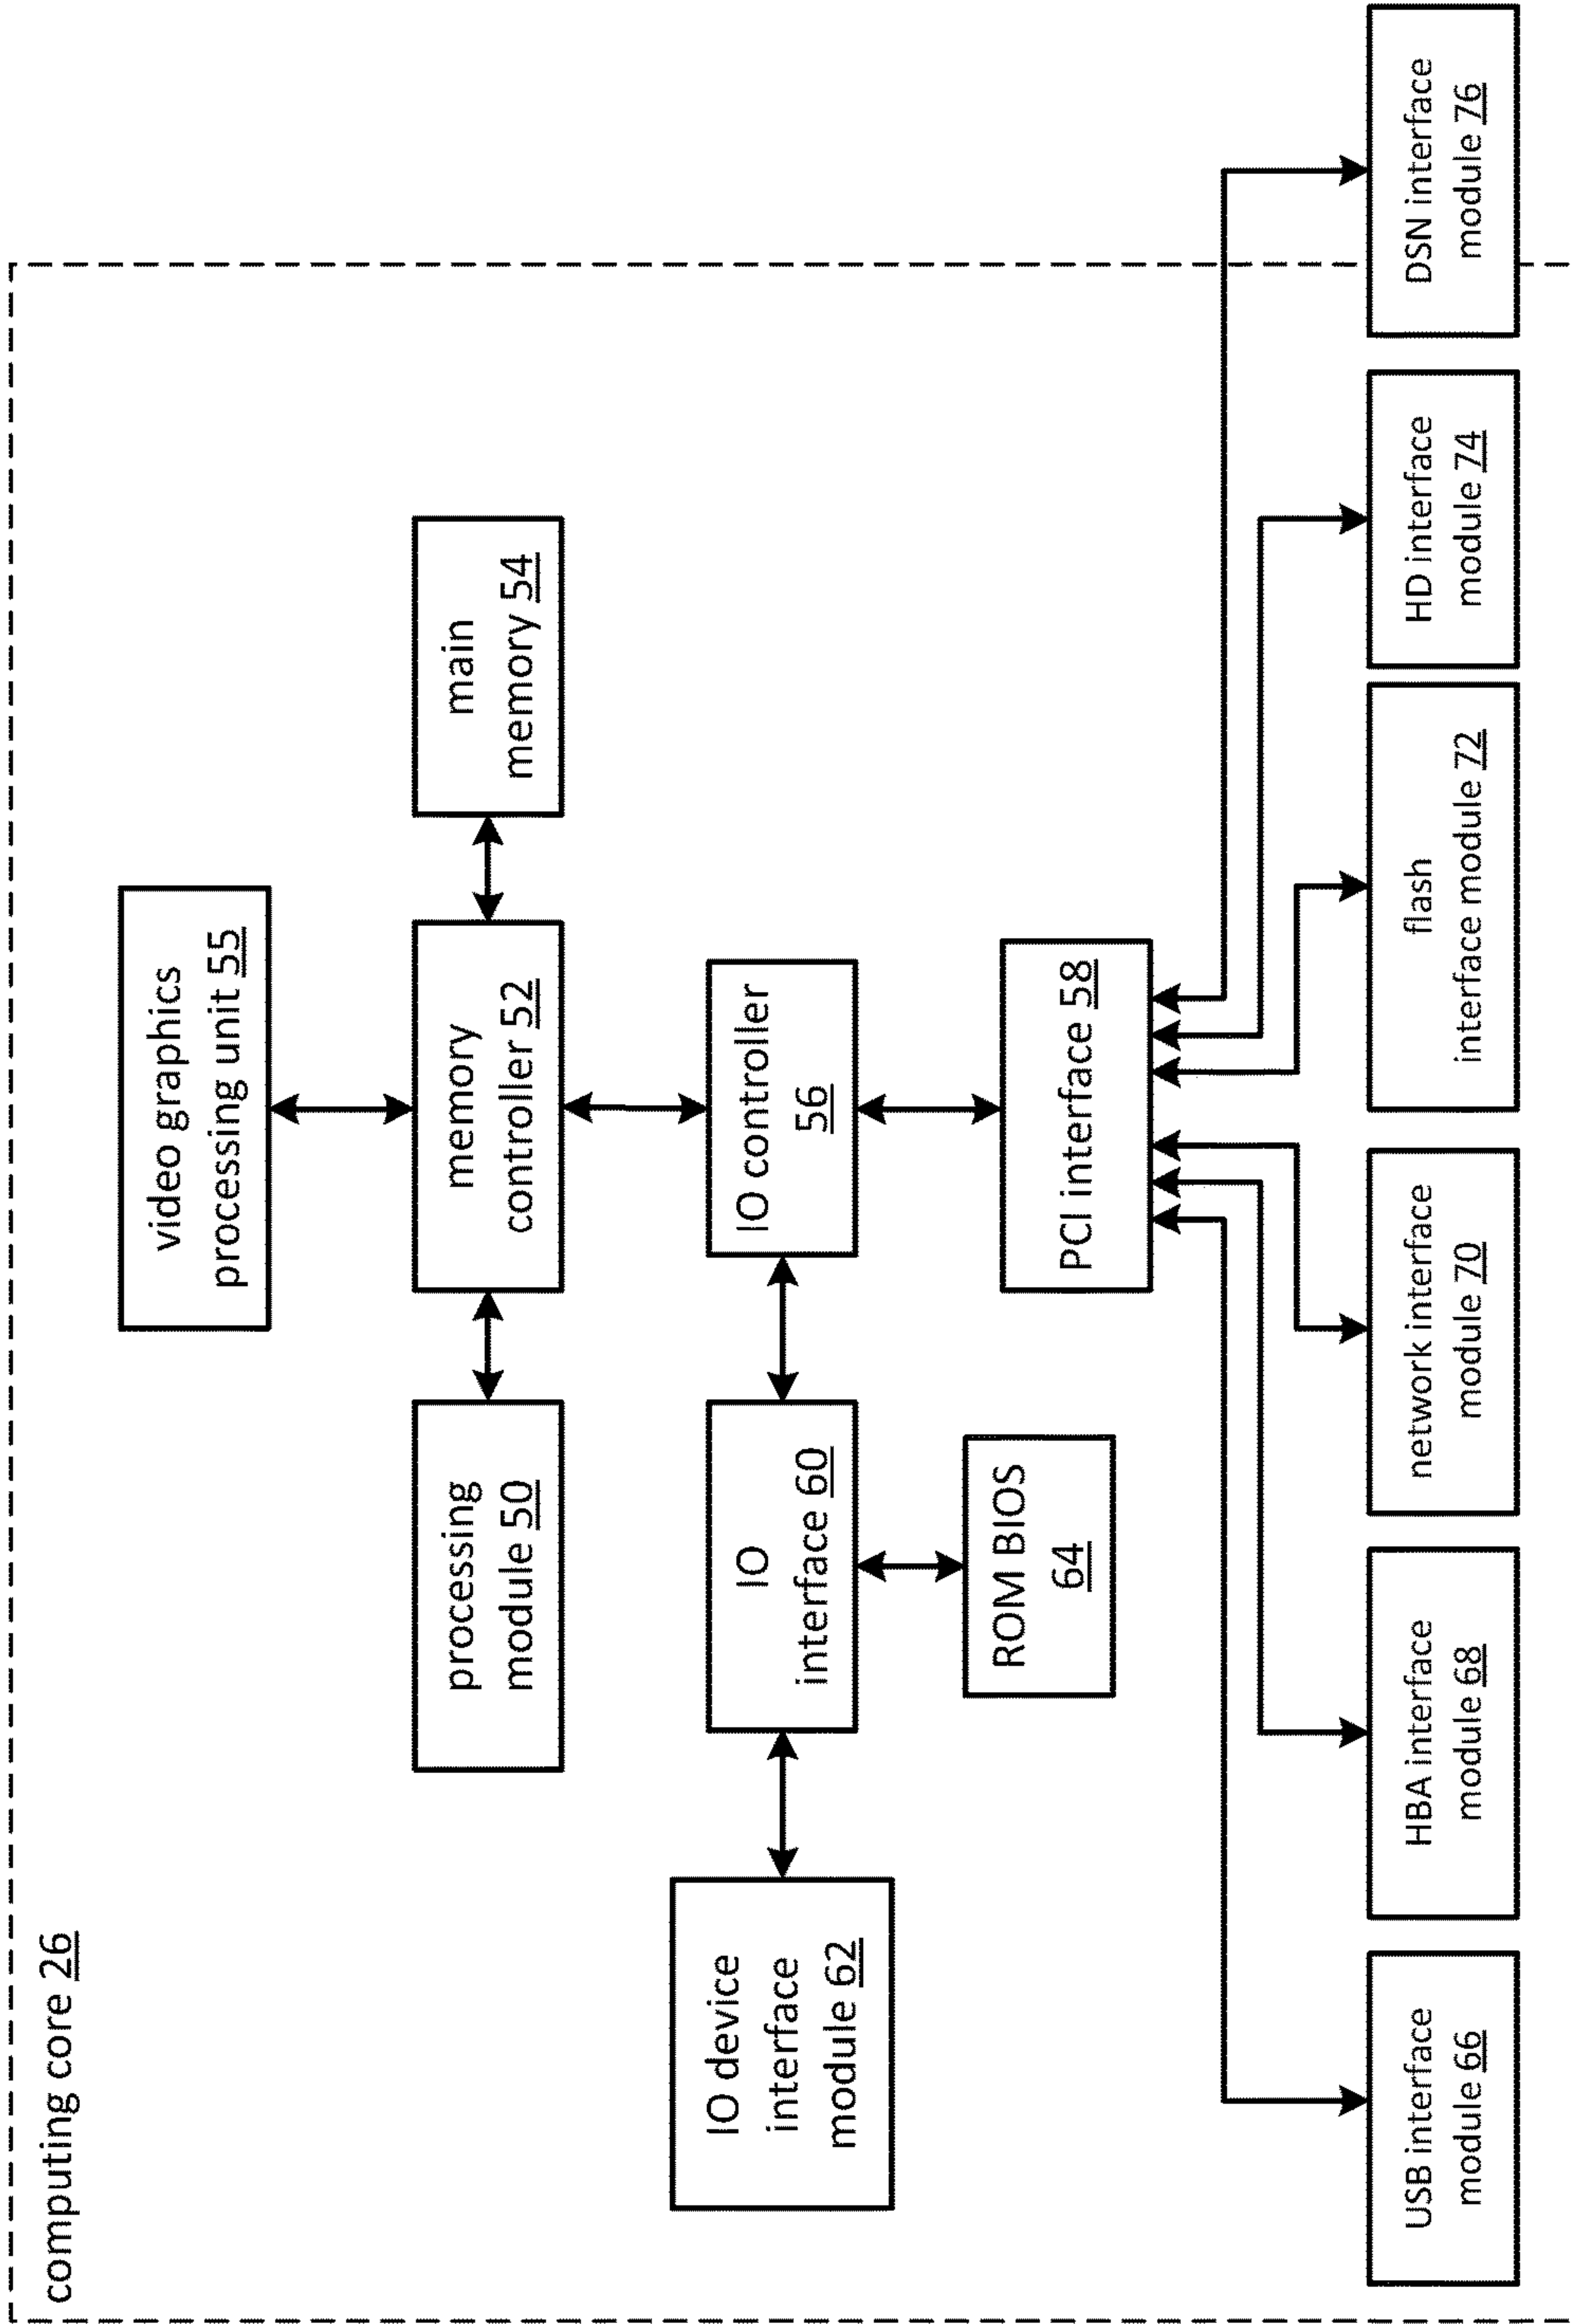 computing core 26
video graphics
processing unit 55
processing
module 50
memory
controller 52
main
memory 54
IO device
interface
module 62
IO
interface 60
IO controller
56
ROM BIOS
64
PCI interface 58
USB interface
module 66
HBA interface
module 68
network interface
module 70
flash
interface module 72
HD interface
module 74
DSN interface
module 76